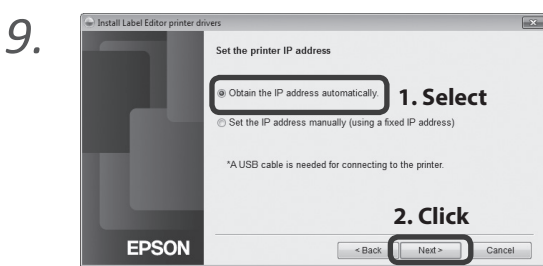 9.
Install Label Editor printer drivers
Set the printer IP address
Obtain the IP address automatically.
1. Select
Set the IP address manually (using a fixed IP address)
*A USB cable is needed for connecting to the printer.
2. Click
EPSON
< Back
Next >
Cancel